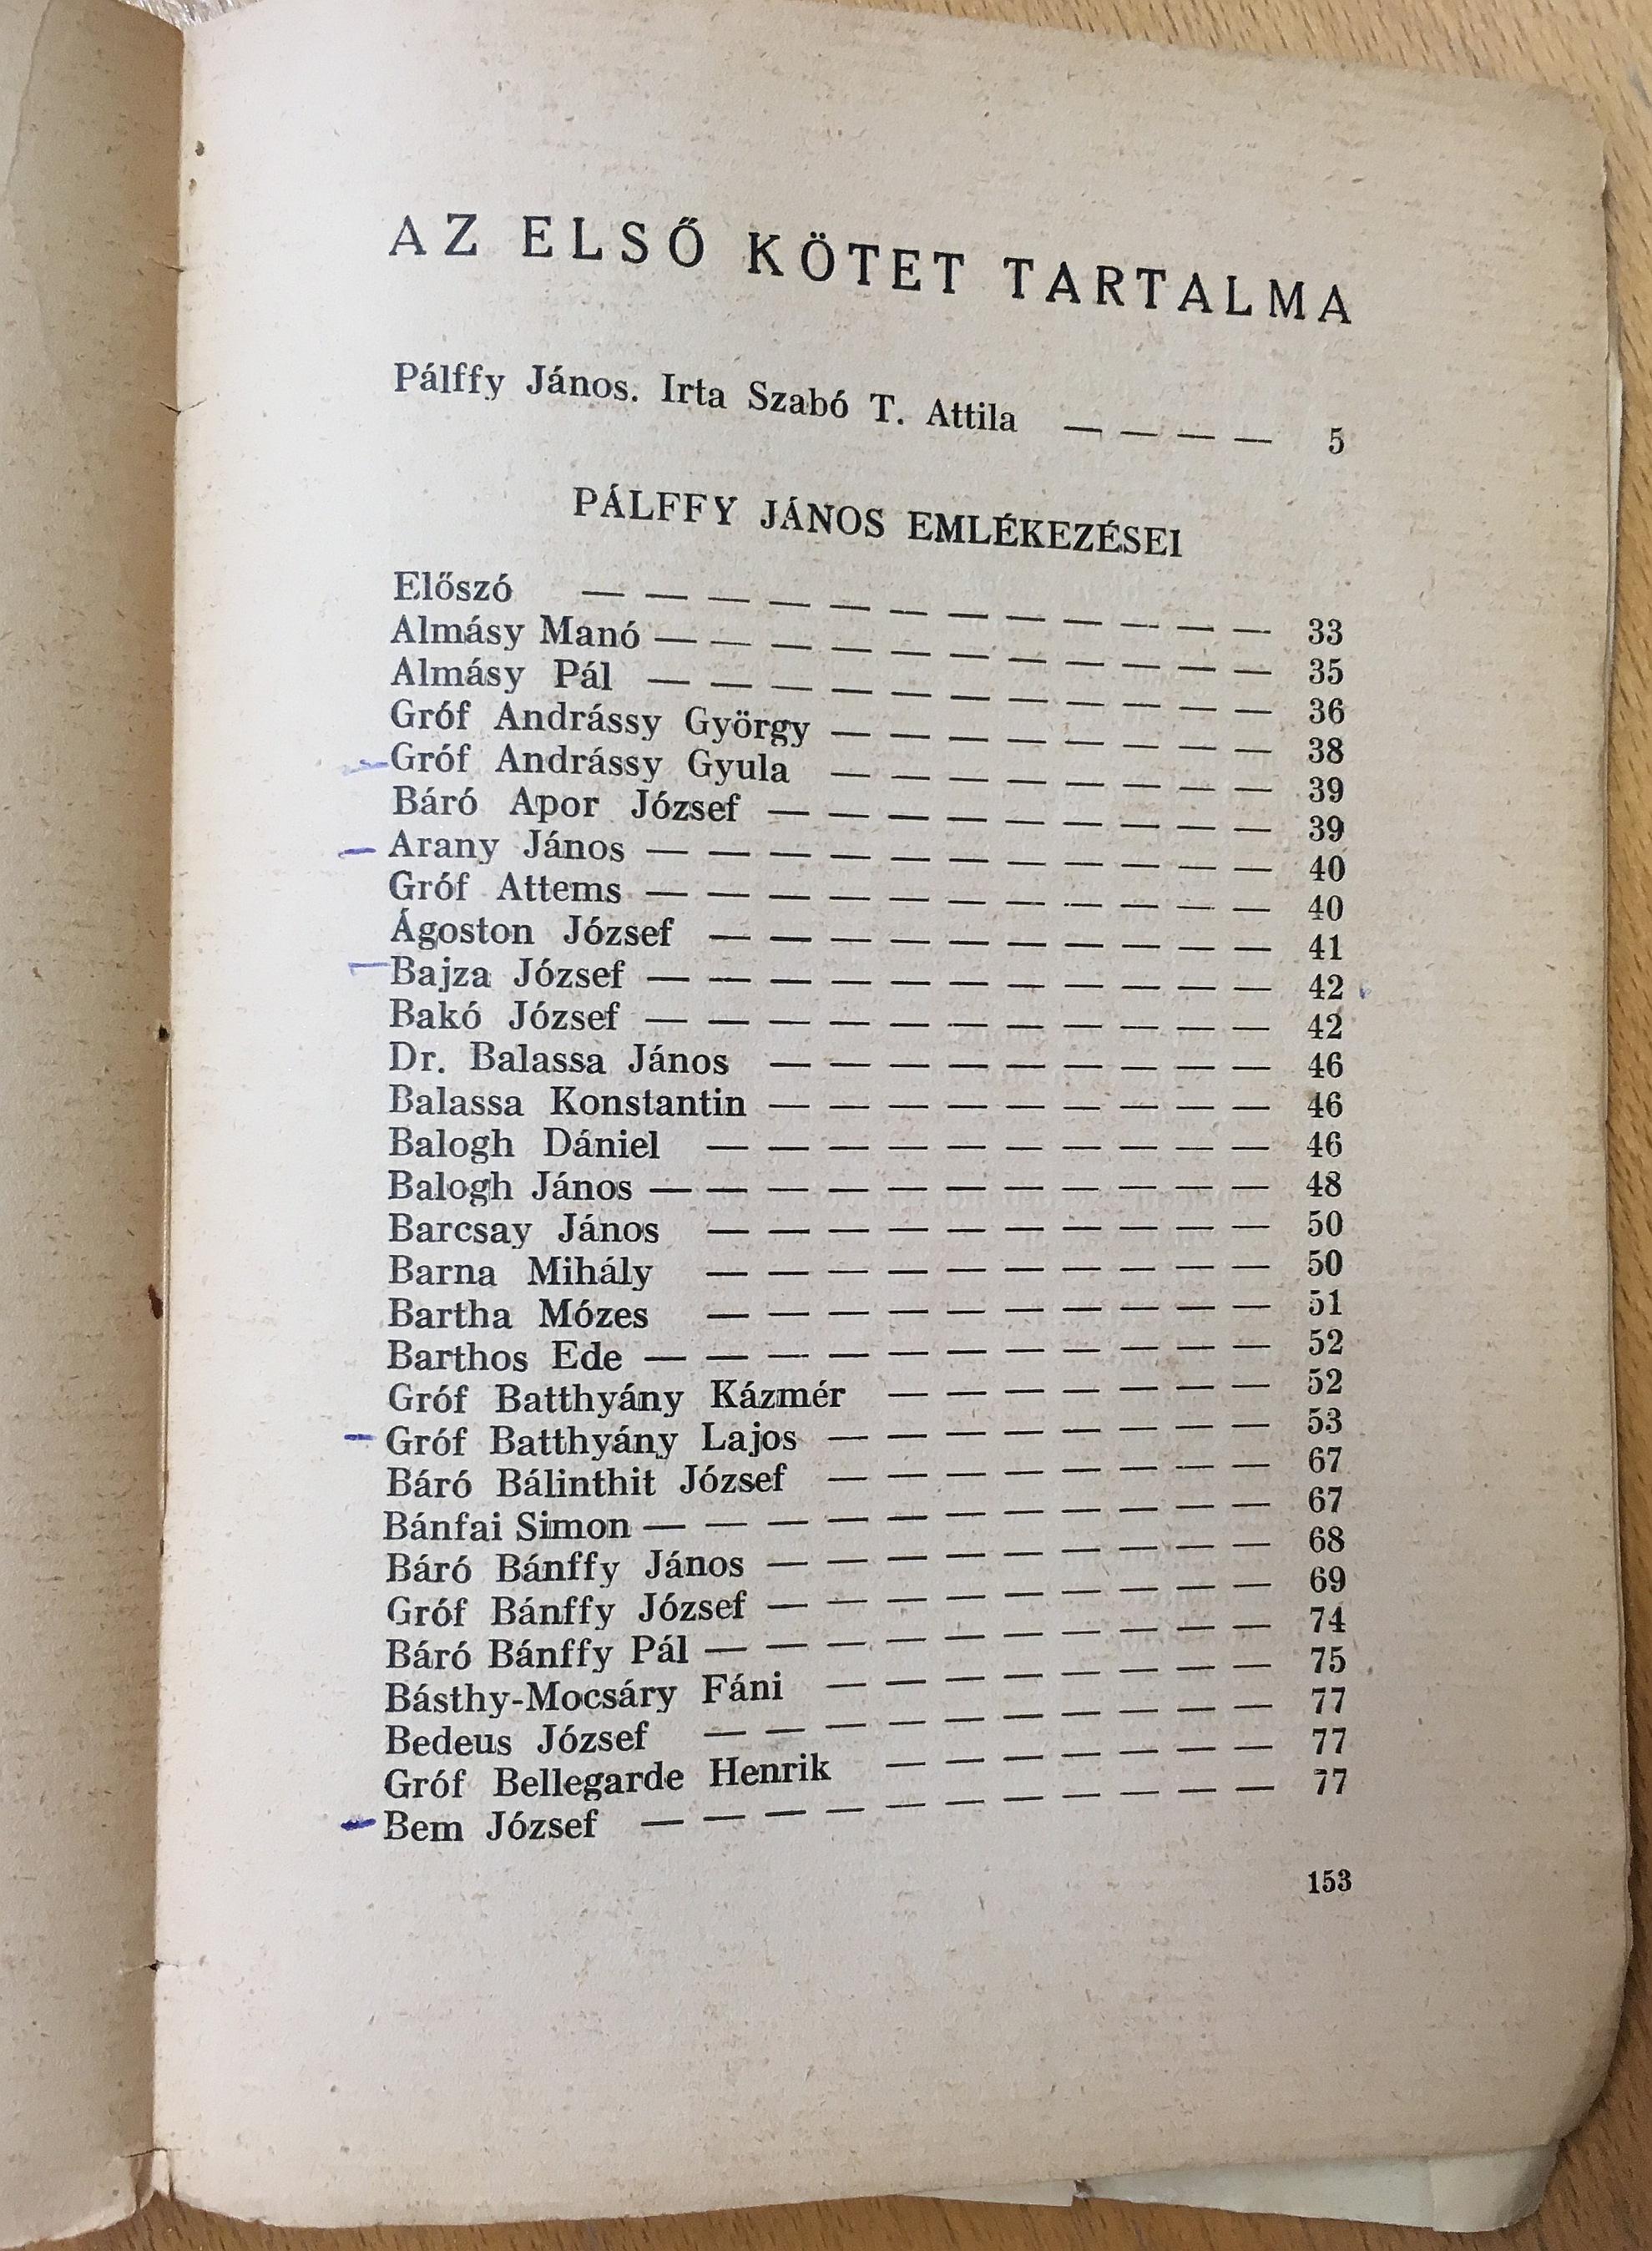 AZ ELSŐ KÖTET TARTALMA
Pálffy János. Irta Szabó T. Attila — — — — 5
PÁLFFY JÁNOS EMLÉKEZÉSEI
Előszó — — — — — — — — — — — — 33
Almásy Manó — — — — — — — — — — — 35
Almásy Pál — — — — — — — — — — — 36
Gróf Andrássy György — — — — — — — — 38
Gróf Andrássy Gyula — — — — — — — — 39
Báró Apor József — — — — — — — — — 39
Arany János — — — — — — — — — — — 40
Gróf Attems — — — — — — — — — — — 40
Ágoston József — — — — — — — — — — 41
Bajza József — — — — — — — — — — — 42
Bakó József — — — — — — — — — — — 42
Dr. Balassa János — — — — — — — — — 46
Balassa Konstantin — — — — — — — — — 46
Balogh Dániel — — — — — — — — — — 46
Balogh János — — — — — — — — — — — 48
Barcsay János — — — — — — — — — — 50
Barna Mihály — — — — — — — — — — 50
Bartha Mózes — — — — — — — — — — 51
Barthos Ede — — — — — — — — — — — 52
Gróf Batthyány Kázmér — — — — — — — 52
Gróf Batthyány Lajos — — — — — — — — 53
Báró Bálinthit József — — — — — — — — 67
Bánfai Simon — — — — — — — — — — — 67
Báró Bánffy János — — — — — — — — — 68
Gróf Bánffy József — — — — — — — — — 69
Báró Bánffy Pál — — — — — — — — — — 74
Básthy-Mocsáry Fáni — — — — — — — — 75
Bedeus József — — — — — — — — — — 77
Gróf Bellegarde Henrik — — — — — — — 77
Bem József — — — — — — — — — — — 77
153